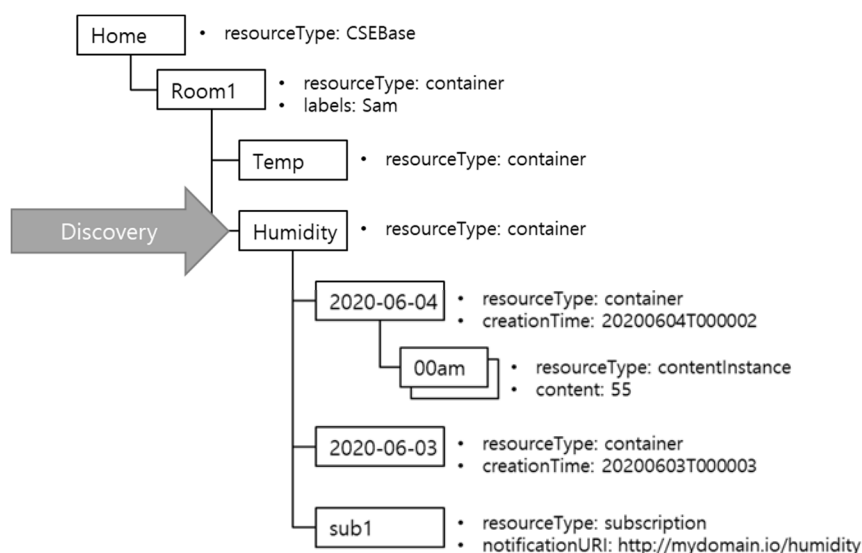 Home
• resourceType: CSEBase
Room1
• resourceType: container
• labels: Sam
Temp
• resourceType: container
Discovery
Humidity
• resourceType: container
2020-06-04
• resourceType: container
• creationTime: 20200604T000002
00am
• resourceType: contentInstance
• content: 55
2020-06-03
• resourceType: container
• creationTime: 20200603T000003
sub1
• resourceType: subscription
• notificationURI: http://mydomain.io/humidity